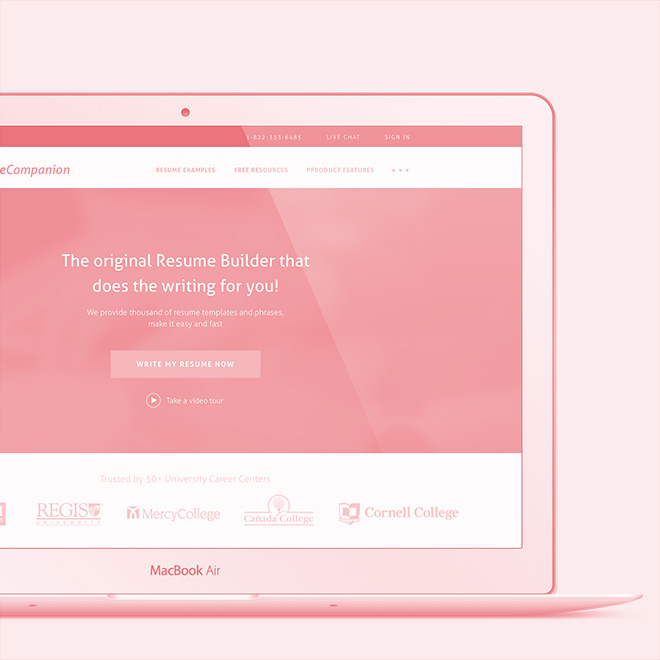 1-822-333-6485 LIVE CHAT SIGN IN
eCompanion RESUME EXAMPLES FREE RESOURCES PPRODUCT FEATURES
The original Resume Builder that
does the writing for you!
We provide thousand of resume templates and phrases,
make it easy and fast
WRITE MY RESUME NOW
Take a video tour
Trusted by 50+ University Career Centers
REGIS
UNIVERSITY
MercyCollege
Cañada College
Cornell College
MacBook Air